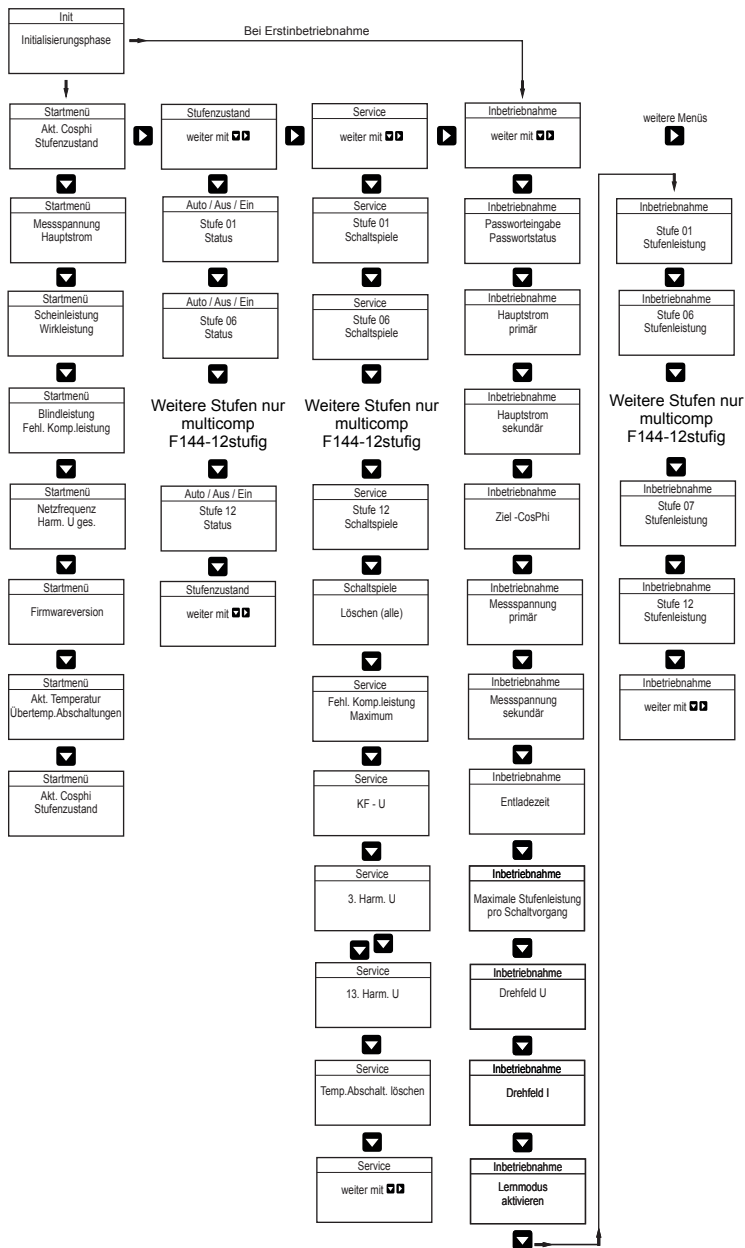 Init
Initialisierungsphase
Bei Erstinbetriebnahme
Startmenü
Akt. Cosphi
Stufenzustand
Startmenü
Messspannung
Hauptstrom
Startmenü
Scheinleistung
Wirkleistung
Startmenü
Blindleistung
Fehl. Komp.leistung
Startmenü
Netzfrequenz
Harm. U ges.
Startmenü
Firmwareversion
Startmenü
Akt. Temperatur
Übertemp.Abschaltungen
Startmenü
Akt. Cosphi
Stufenzustand
Stufenzustand
weiter mit
Auto / Aus / Ein
Stufe 01
Status
Auto / Aus / Ein
Stufe 06
Status
Weitere Stufen nur
multicomp
F144-12stufig
Auto / Aus / Ein
Stufe 12
Status
Stufenzustand
weiter mit
Service
weiter mit
Service
Stufe 01
Schaltspiele
Service
Stufe 06
Schaltspiele
Weitere Stufen nur
multicomp
F144-12stufig
Service
Stufe 12
Schaltspiele
Schaltspiele
Löschen (alle)
Service
Fehl. Komp.leistung
Maximum
Service
KF - U
Service
3. Harm. U
Service
13. Harm. U
Service
Temp.Abschalt. löschen
Service
weiter mit
Inbetriebnahme
weiter mit
Inbetriebnahme
Passworteingabe
Passwortstatus
Inbetriebnahme
Hauptstrom
primär
Inbetriebnahme
Hauptstrom
sekundär
Inbetriebnahme
Ziel -CosPhi
Inbetriebnahme
Messspannung
primär
Inbetriebnahme
Messspannung
sekundär
Inbetriebnahme
Entladezeit
Inbetriebnahme
Maximale Stufenleistung
pro Schaltvorgang
Inbetriebnahme
Drehfeld U
Inbetriebnahme
Drehfeld I
Inbetriebnahme
Lernmodus
aktivieren
weitere Menüs
Inbetriebnahme
Stufe 01
Stufenleistung
Inbetriebnahme
Stufe 06
Stufenleistung
Weitere Stufen nur
multicomp
F144-12stufig
Inbetriebnahme
Stufe 07
Stufenleistung
Inbetriebnahme
Stufe 12
Stufenleistung
Inbetriebnahme
weiter mit